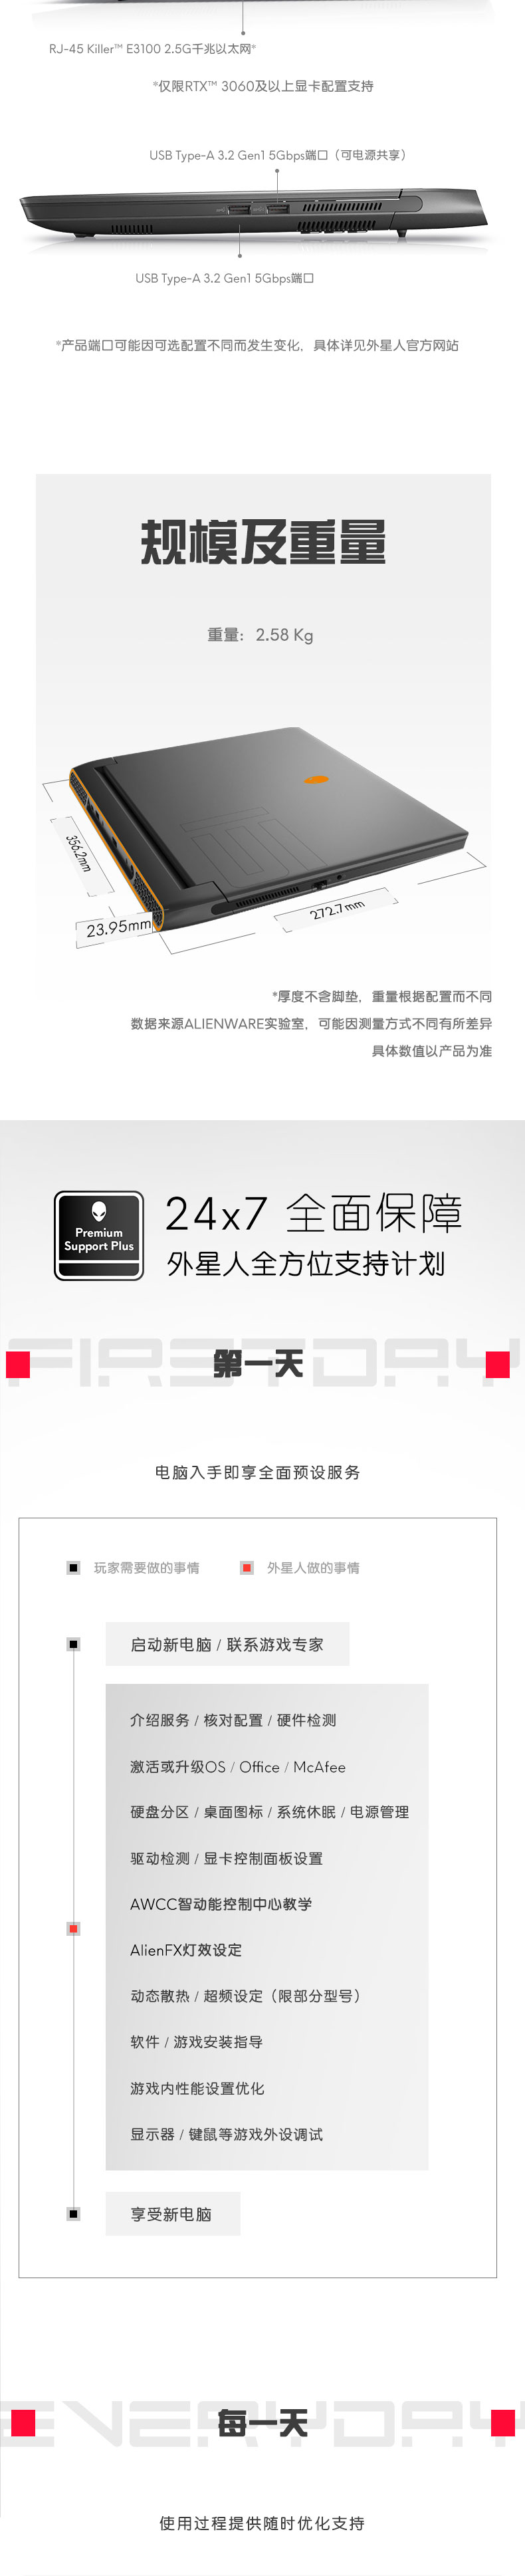 RJ-45 Killer™ E3100 2.5G千兆以太网*
*仅限RTX™ 3060及以上显卡配置支持
USB Type-A 3.2 Gen1 5Gbps端口（可电源共享）
USB Type-A 3.2 Gen1 5Gbps端口
*产品端口可能因可选配置不同而发生变化，具体详见外星人官方网站
规模及重量
重量：2.58 Kg
356.2mm
23.95mm
272.7mm
*厚度不含脚垫，重量根据配置而不同
数据来源ALIENWARE实验室，可能因测量方式不同有所差异
具体数值以产品为准
Premium
Support Plus
24x7 全面保障
外星人全方位支持计划
FIRSTDAY
第一天
电脑入手即享全面预设服务
玩家需要做的事情
外星人做的事情
启动新电脑 / 联系游戏专家
介绍服务 / 核对配置 / 硬件检测
激活或升级OS / Office / McAfee
硬盘分区 / 桌面图标 / 系统休眠 / 电源管理
驱动检测 / 显卡控制面板设置
AWCC智动能控制中心教学
AlienFX灯效设定
动态散热 / 超频设定（限部分型号）
软件 / 游戏安装指导
游戏内性能设置优化
显示器 / 键鼠等游戏外设调试
享受新电脑
EVERYDAY
每一天
使用过程提供随时优化支持